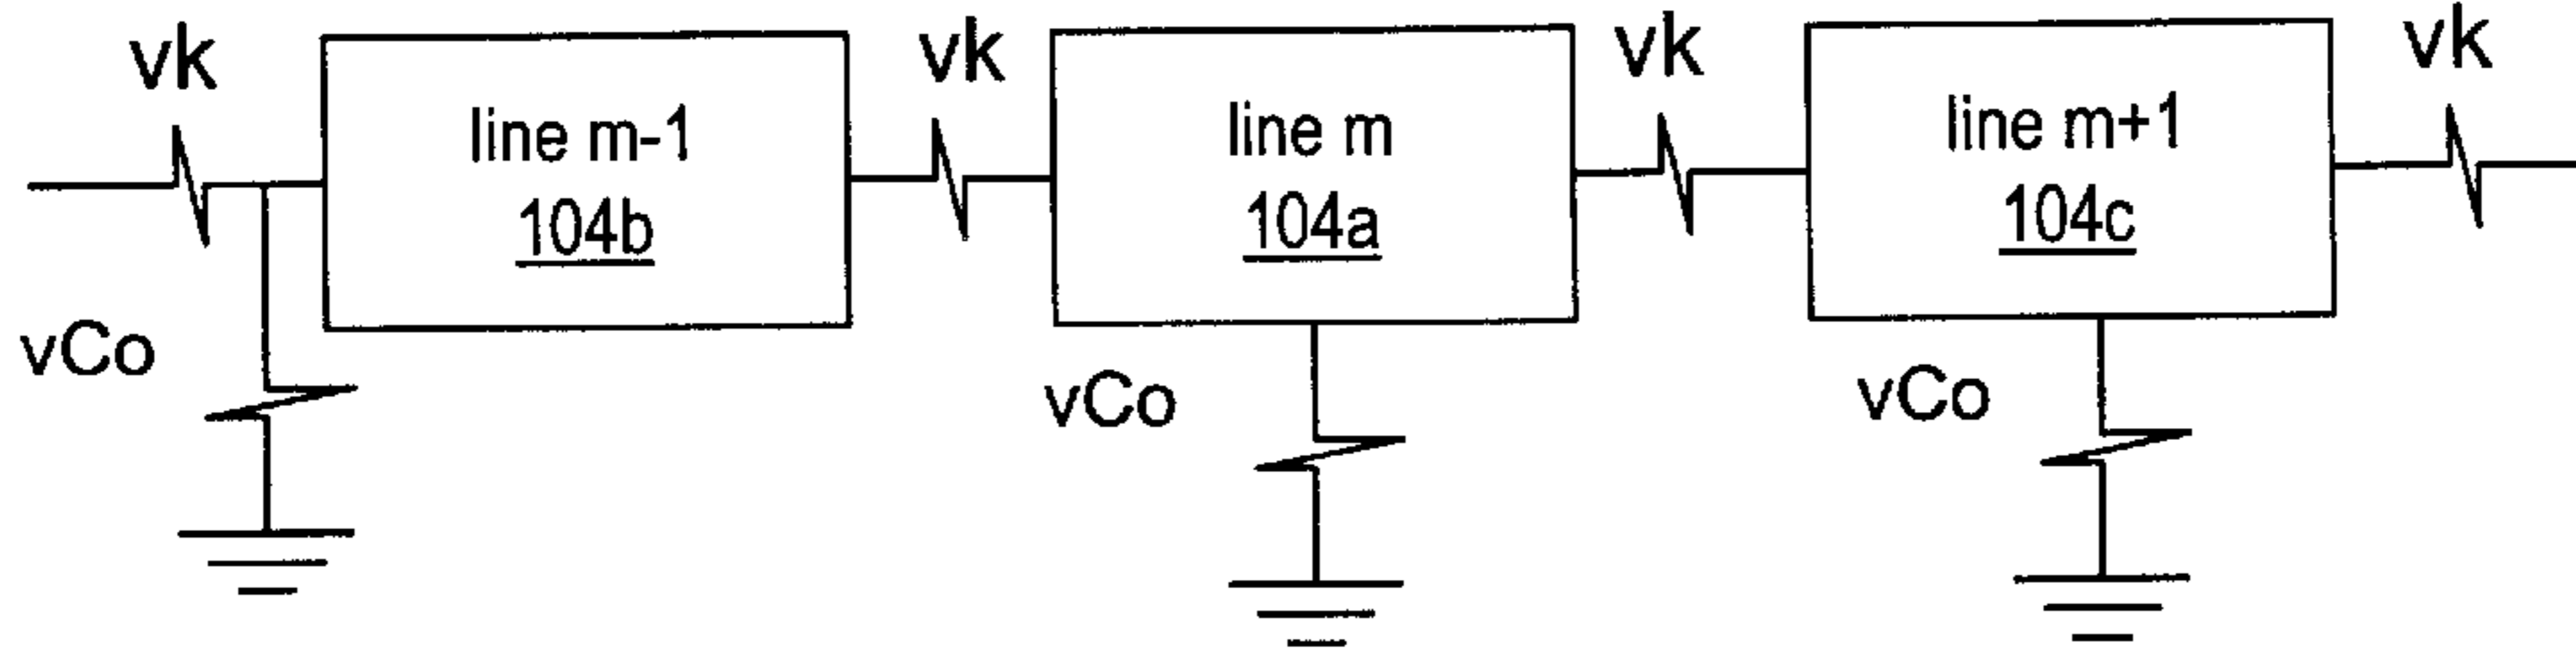 vk
vk
vk
vk
line m-1
104b
line m
104a
line m+1
104c
vCo
vCo
vCo